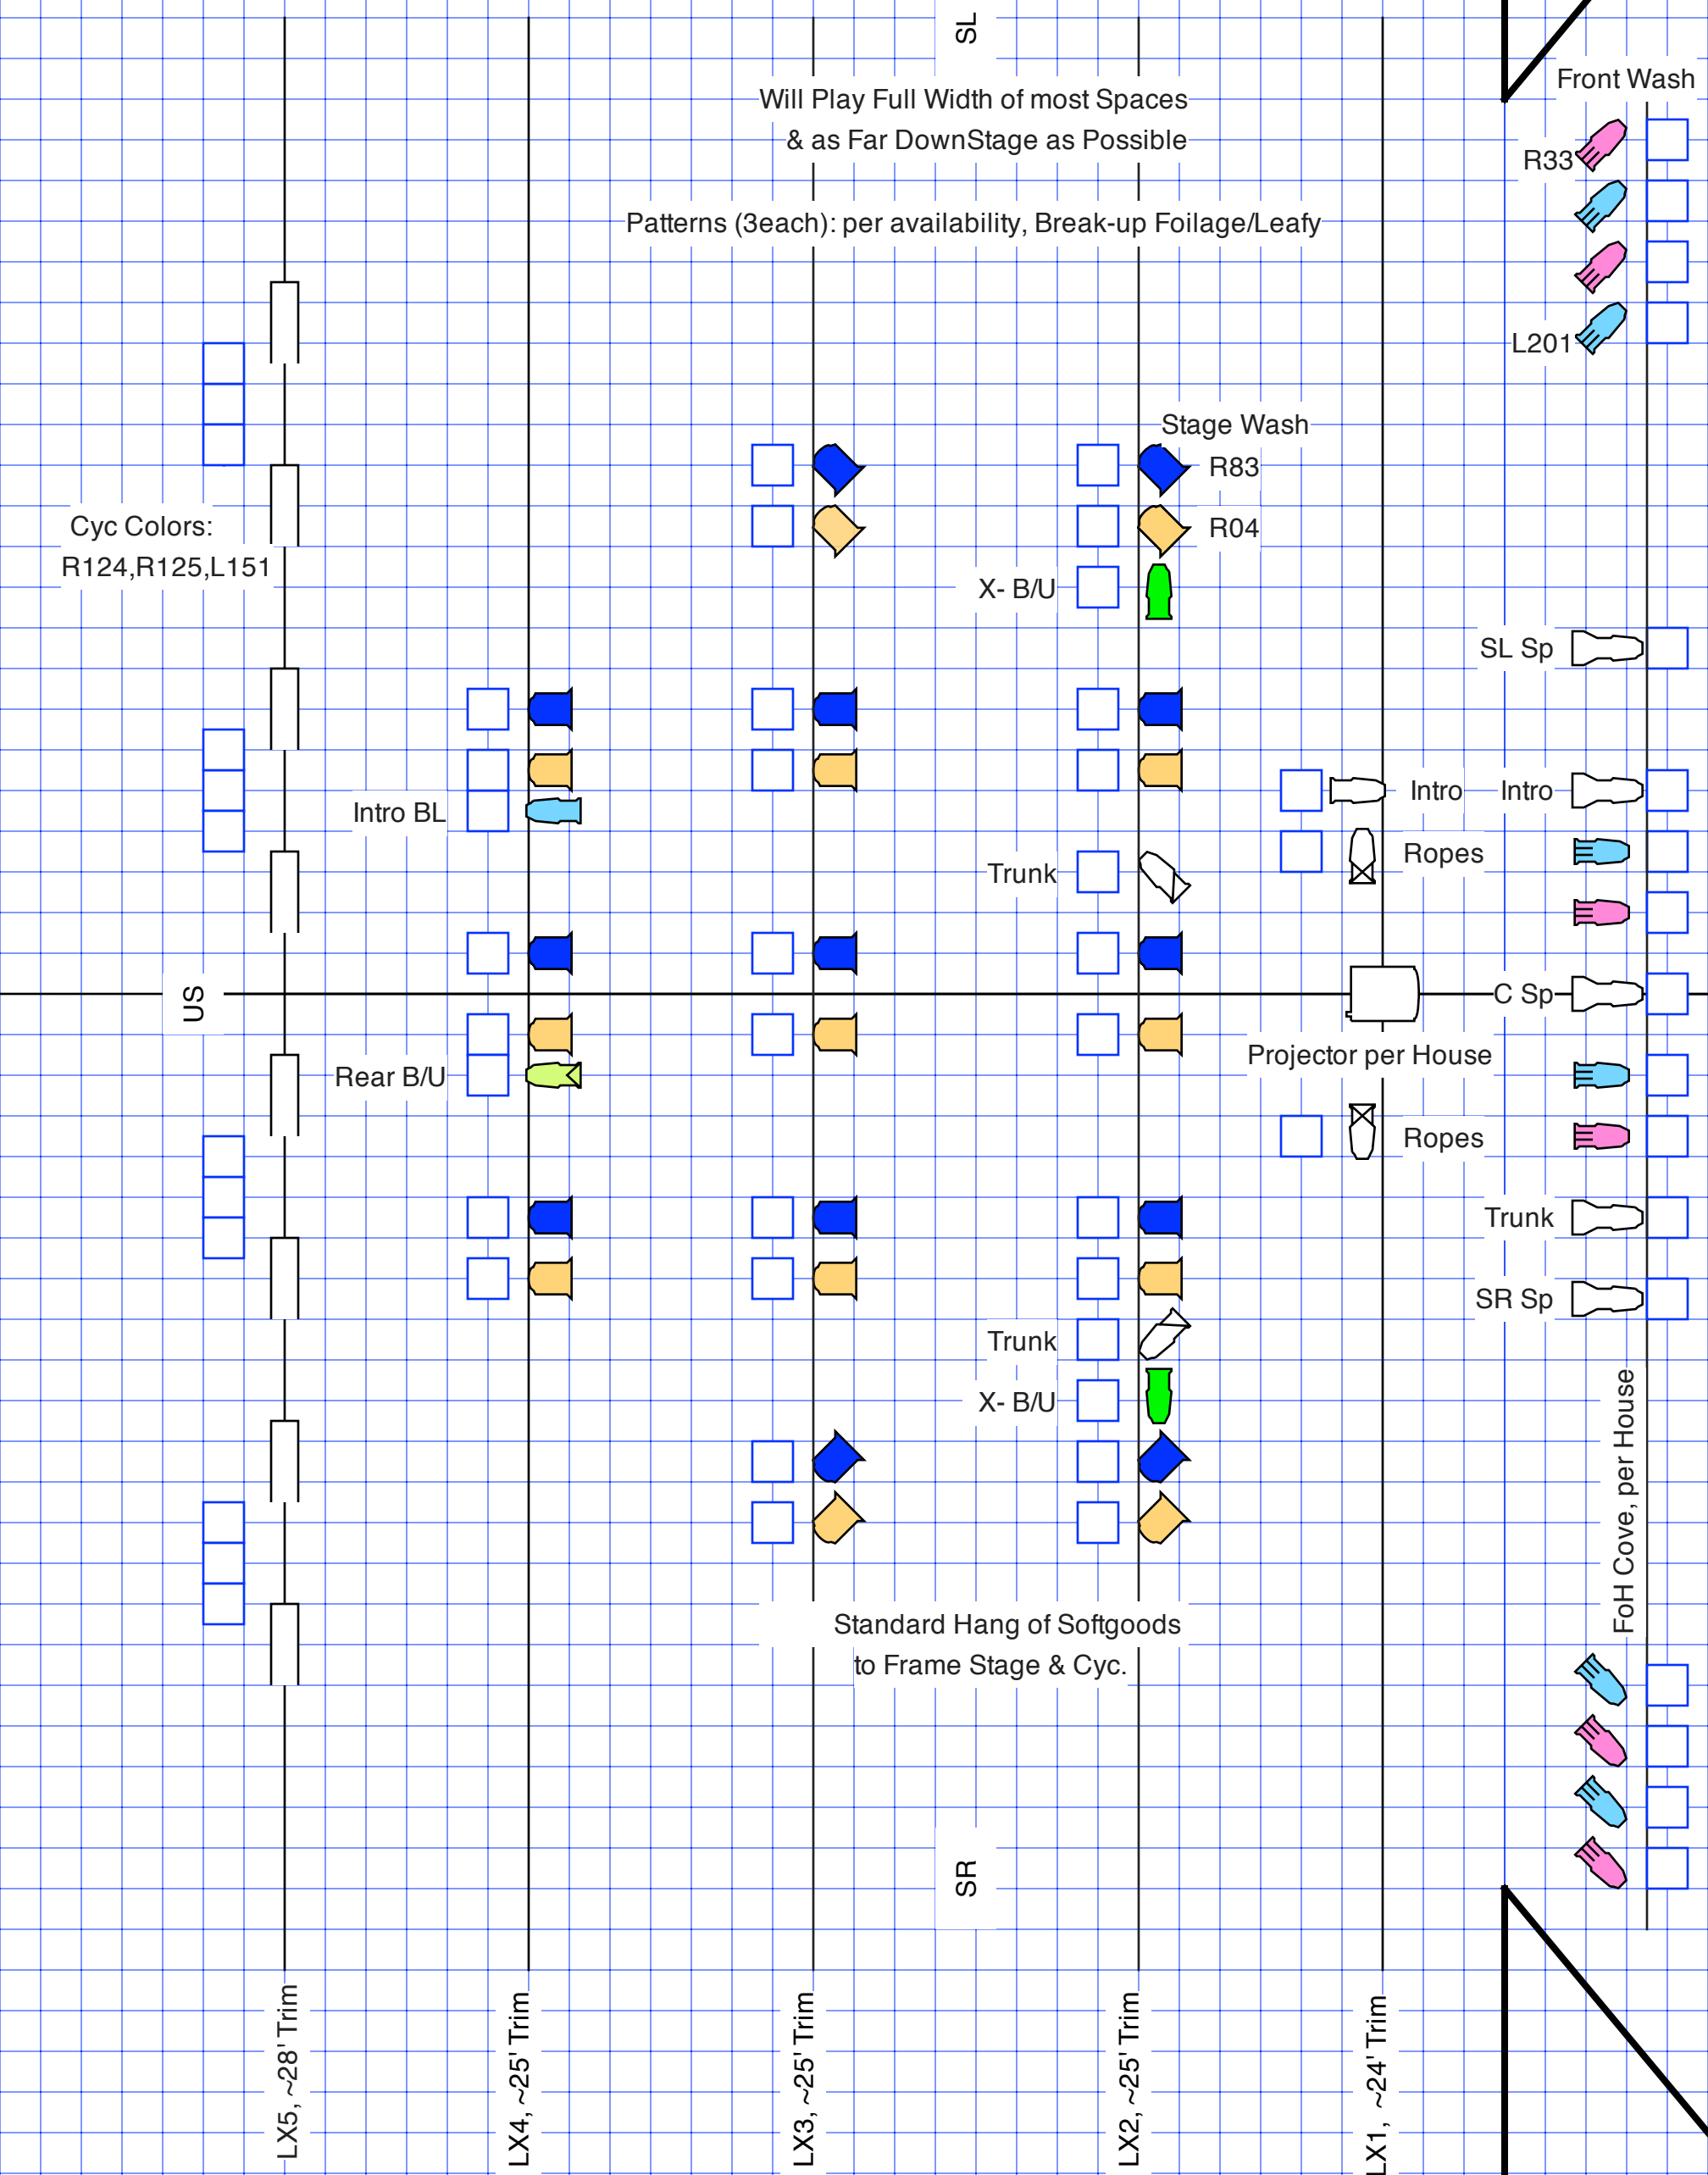 SL
Front Wash
Will Play Full Width of most Spaces
& as Far DownStage as Possible
R33
Patterns (3each): per availability, Break-up Foilage/Leafy
L201
Stage Wash
R83
Cyc Colors:
R04
R124,R125,L151
X- B/U
SL Sp
Intro
Intro
Intro BL
Ropes
Trunk
US
C Sp
Projector per House
Rear B/U
Ropes
Trunk
SR Sp
Trunk
X- B/U
FoH Cove, per House
Standard Hang of Softgoods
to Frame Stage & Cyc.
SR
LX5, ~28' Trim
LX4, ~25' Trim
LX3, ~25' Trim
LX2, ~25' Trim
LX1, ~24' Trim